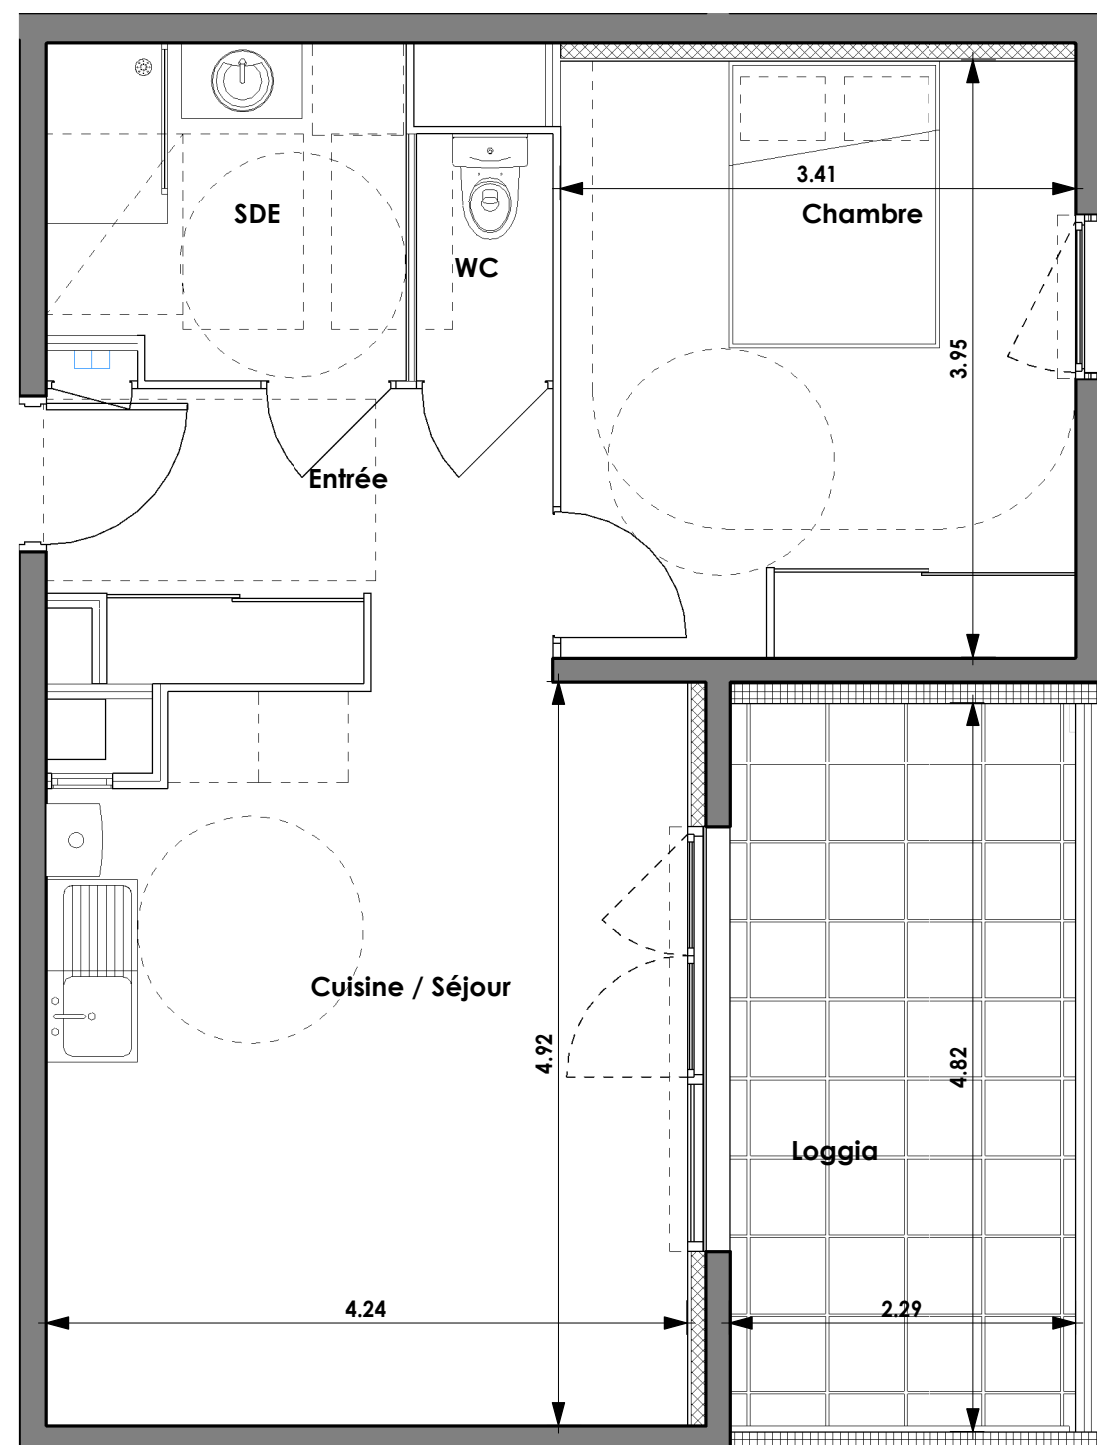 3.41
SDE
Chambre
WC
3.95
Entrée
Cuisine / Séjour
4.92
4.82
Loggia
4.24
2.29